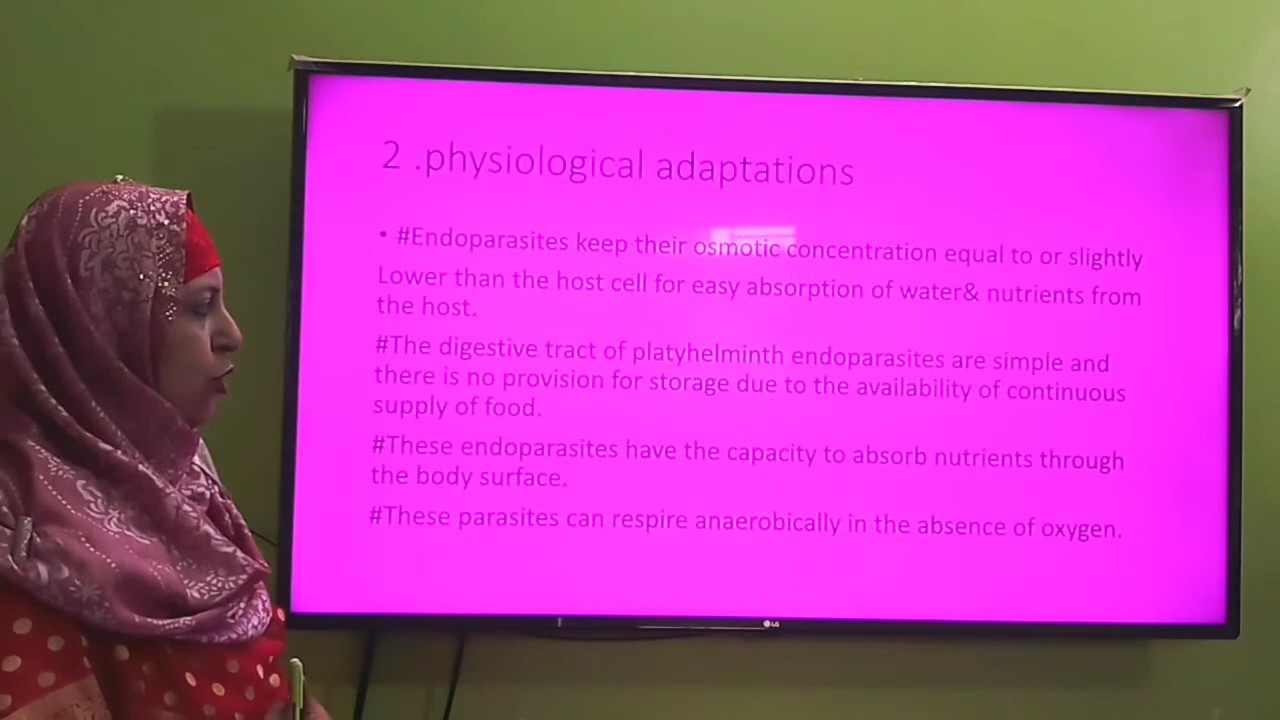 2 .physiological adaptations
• #Endoparasites keep their osmotic concentration equal to or slightly
Lower than the host cell for easy absorption of water& nutrients from
the host.
#The digestive tract of platyhelminth endoparasites are simple and
there is no provision for storage due to the availability of continuous
supply of food.
#These endoparasites have the capacity to absorb nutrients through
the body surface.
#These parasites can respire anaerobically in the absence of oxygen.
LG